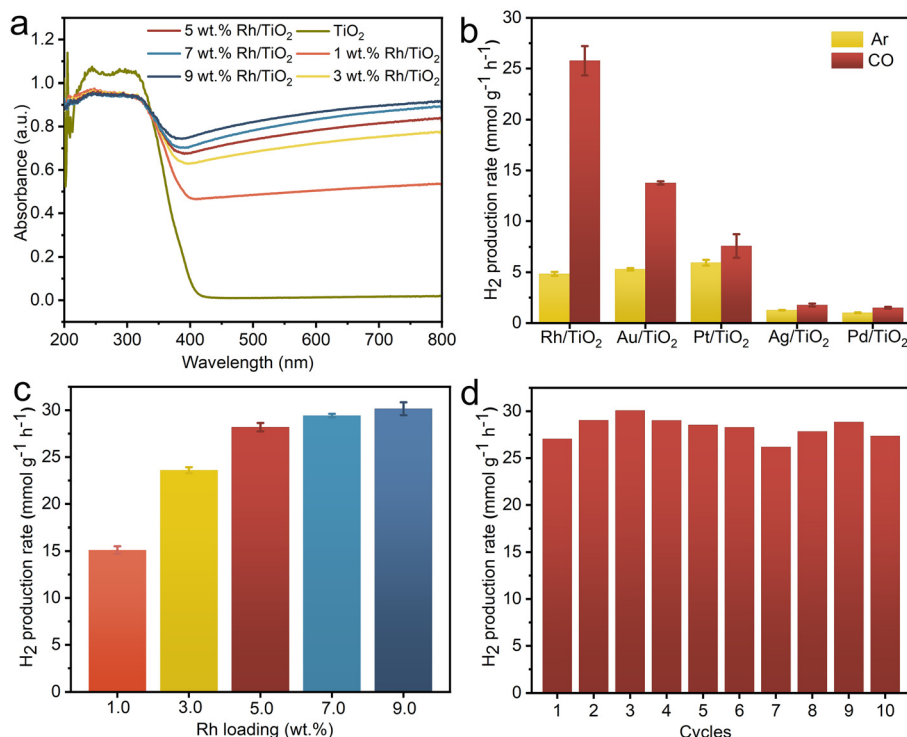 a
5 wt.% Rh/TiO₂
TiO₂
7 wt.% Rh/TiO₂
1 wt.% Rh/TiO₂
9 wt.% Rh/TiO₂
3 wt.% Rh/TiO₂
Absorbance (a.u.)
1.2
1.0
0.8
0.6
0.4
0.2
0.0
200 300 400 500 600 700 800
Wavelength (nm)
b
Ar
CO
H₂ production rate (mmol g⁻¹ h⁻¹)
30
25
20
15
10
5
0
Rh/TiO₂ Au/TiO₂ Pt/TiO₂ Ag/TiO₂ Pd/TiO₂
c
H₂ production rate (mmol g⁻¹ h⁻¹)
30
25
20
15
10
5
0
1.0 3.0 5.0 7.0 9.0
Rh loading (wt.%)
d
H₂ production rate (mmol g⁻¹ h⁻¹)
30
25
20
15
10
5
0
1 2 3 4 5 6 7 8 9 10
Cycles